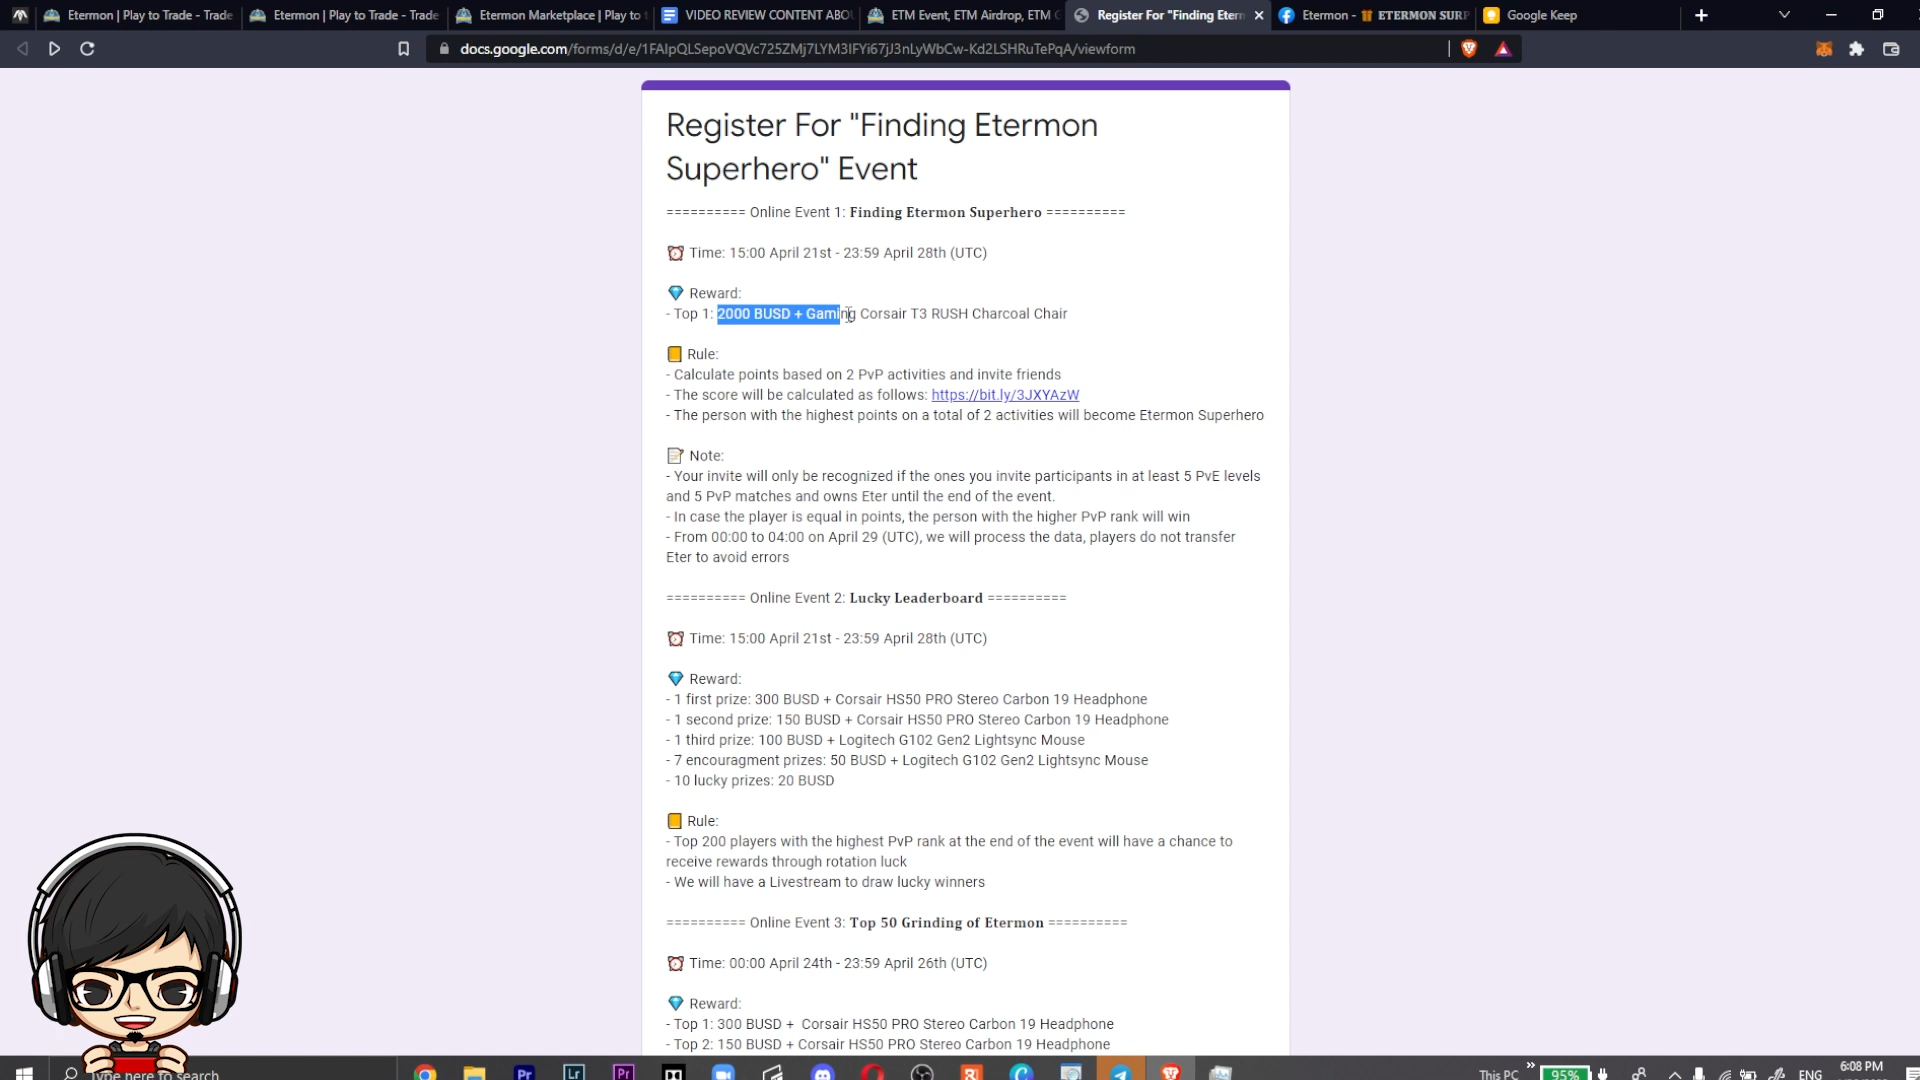 Etermon | Play to Trade - Trade
Etermon | Play to Trade - Trade
Etermon Marketplace | Play to t
VIDEO REVIEW CONTENT ABOU
ETM Event, ETM Airdrop, ETM G
Register For "Finding Eterm
Etermon - 🎁 ETERMON SURP
Google Keep
docs.google.com/forms/d/e/1FAIpQLSepoVQVc725ZMj7LYM3IFYi67jJ3nLyWbCw-Kd2LSHRuTePqA/viewform
Register For "Finding Etermon
Superhero" Event
========== Online Event 1: Finding Etermon Superhero ==========
⏰ Time: 15:00 April 21st - 23:59 April 28th (UTC)
💎 Reward:
- Top 1: 2000 BUSD + Gaming Corsair T3 RUSH Charcoal Chair
📒 Rule:
- Calculate points based on 2 PvP activities and invite friends
- The score will be calculated as follows: https://bit.ly/3JXYAzW
- The person with the highest points on a total of 2 activities will become Etermon Superhero
📝 Note:
- Your invite will only be recognized if the ones you invite participants in at least 5 PvE levels
and 5 PvP matches and owns Eter until the end of the event.
- In case the player is equal in points, the person with the higher PvP rank will win
- From 00:00 to 04:00 on April 29 (UTC), we will process the data, players do not transfer
Eter to avoid errors
========== Online Event 2: Lucky Leaderboard ==========
⏰ Time: 15:00 April 21st - 23:59 April 28th (UTC)
💎 Reward:
- 1 first prize: 300 BUSD + Corsair HS50 PRO Stereo Carbon 19 Headphone
- 1 second prize: 150 BUSD + Corsair HS50 PRO Stereo Carbon 19 Headphone
- 1 third prize: 100 BUSD + Logitech G102 Gen2 Lightsync Mouse
- 7 encouragment prizes: 50 BUSD + Logitech G102 Gen2 Lightsync Mouse
- 10 lucky prizes: 20 BUSD
📒 Rule:
- Top 200 players with the highest PvP rank at the end of the event will have a chance to
receive rewards through rotation luck
- We will have a Livestream to draw lucky winners
========== Online Event 3: Top 50 Grinding of Etermon ==========
⏰ Time: 00:00 April 24th - 23:59 April 26th (UTC)
💎 Reward:
- Top 1: 300 BUSD + Corsair HS50 PRO Stereo Carbon 19 Headphone
- Top 2: 150 BUSD + Corsair HS50 PRO Stereo Carbon 19 Headphone
Type here to search
Pr
Lr
Pr
This PC
95%
ENG
6:08 PM